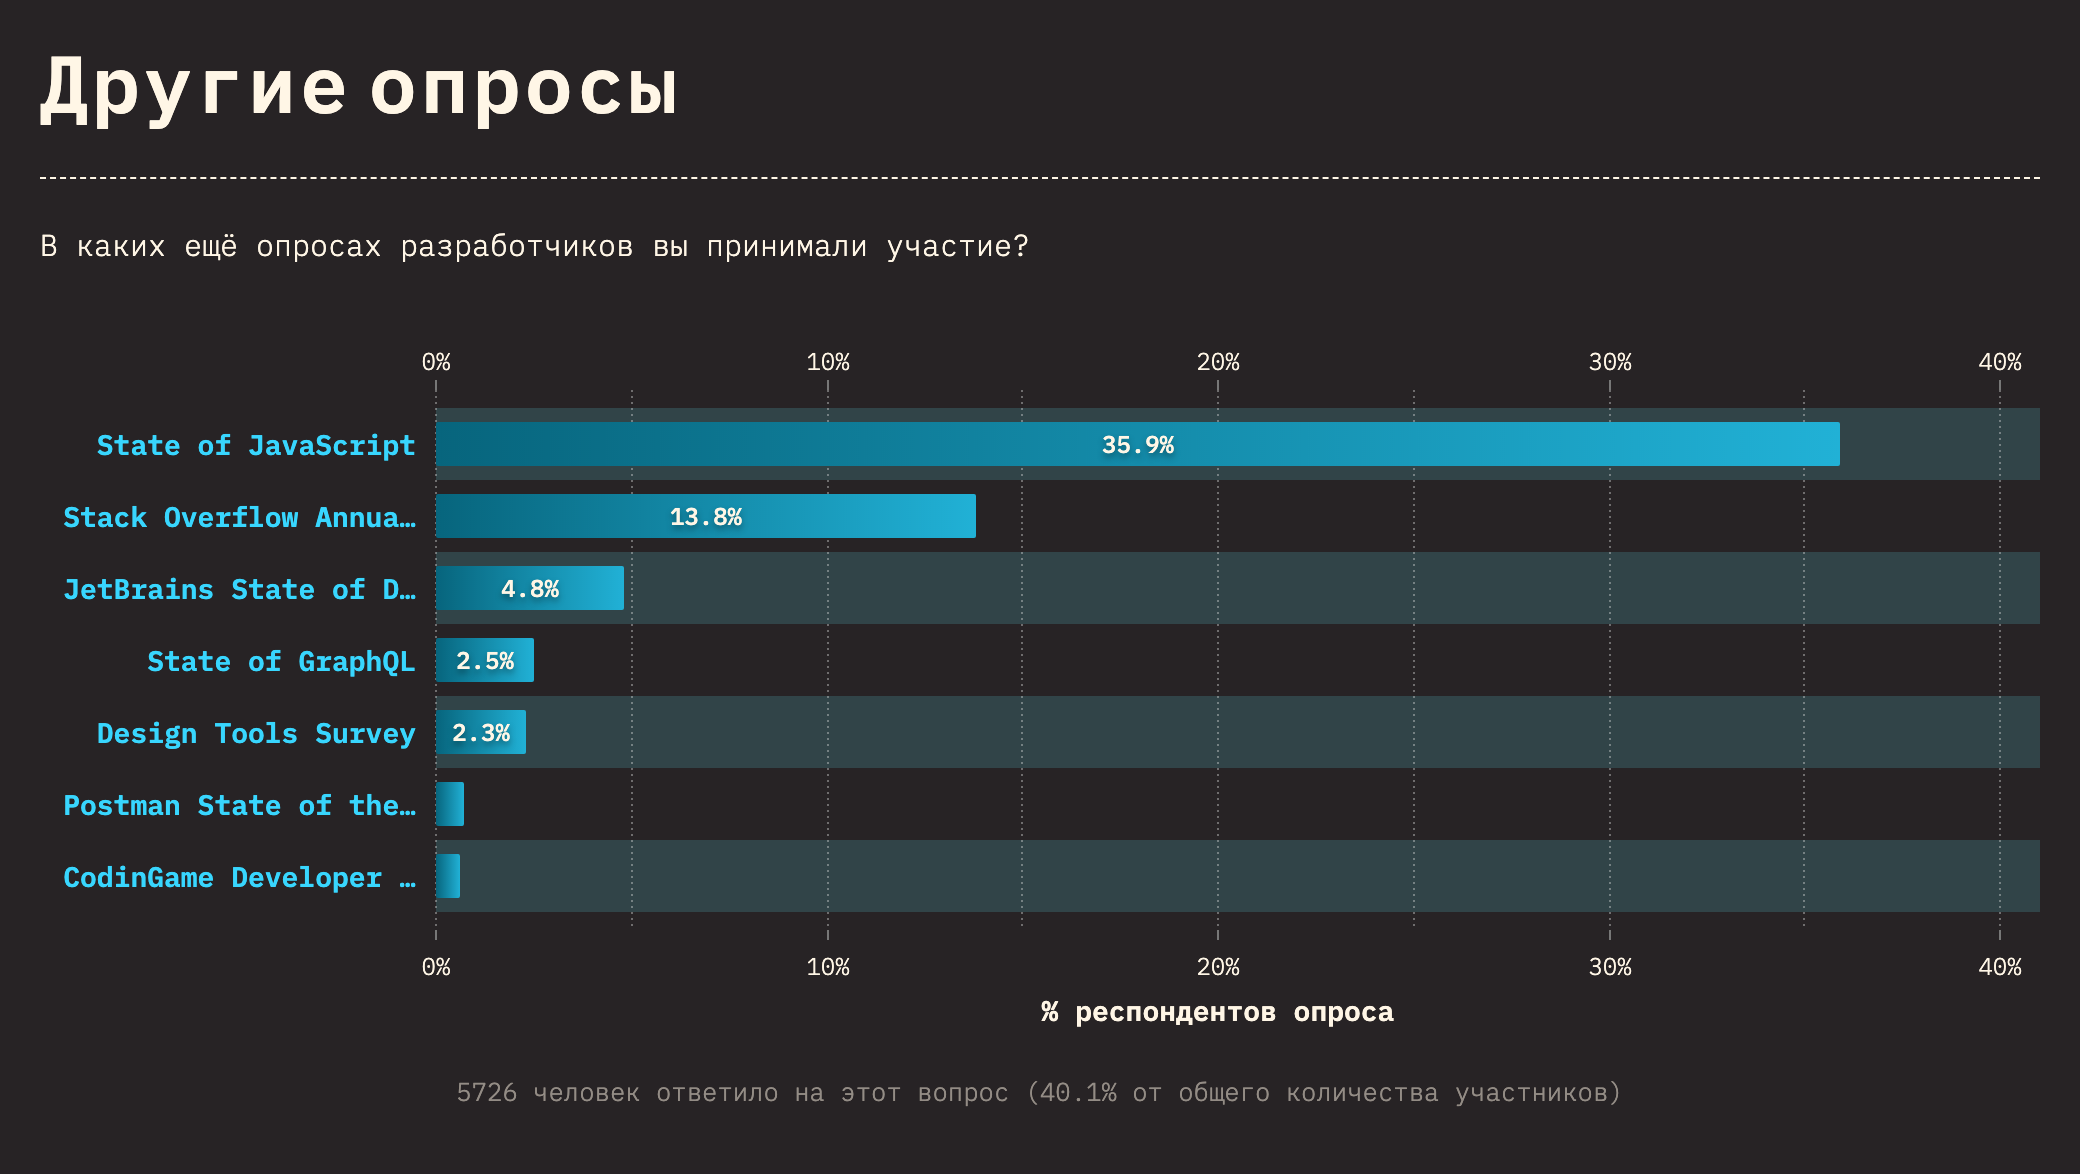 Другие опросы
В каких ещё опросах разработчиков вы принимали участие?
0% 10% 20% 30% 40%
State of JavaScript 35.9%
Stack Overflow Annua… 13.8%
JetBrains State of D… 4.8%
State of GraphQL 2.5%
Design Tools Survey 2.3%
Postman State of the…
CodinGame Developer …
0% 10% 20% 30% 40%
% респондентов опроса
5726 человек ответило на этот вопрос (40.1% от общего количества участников)